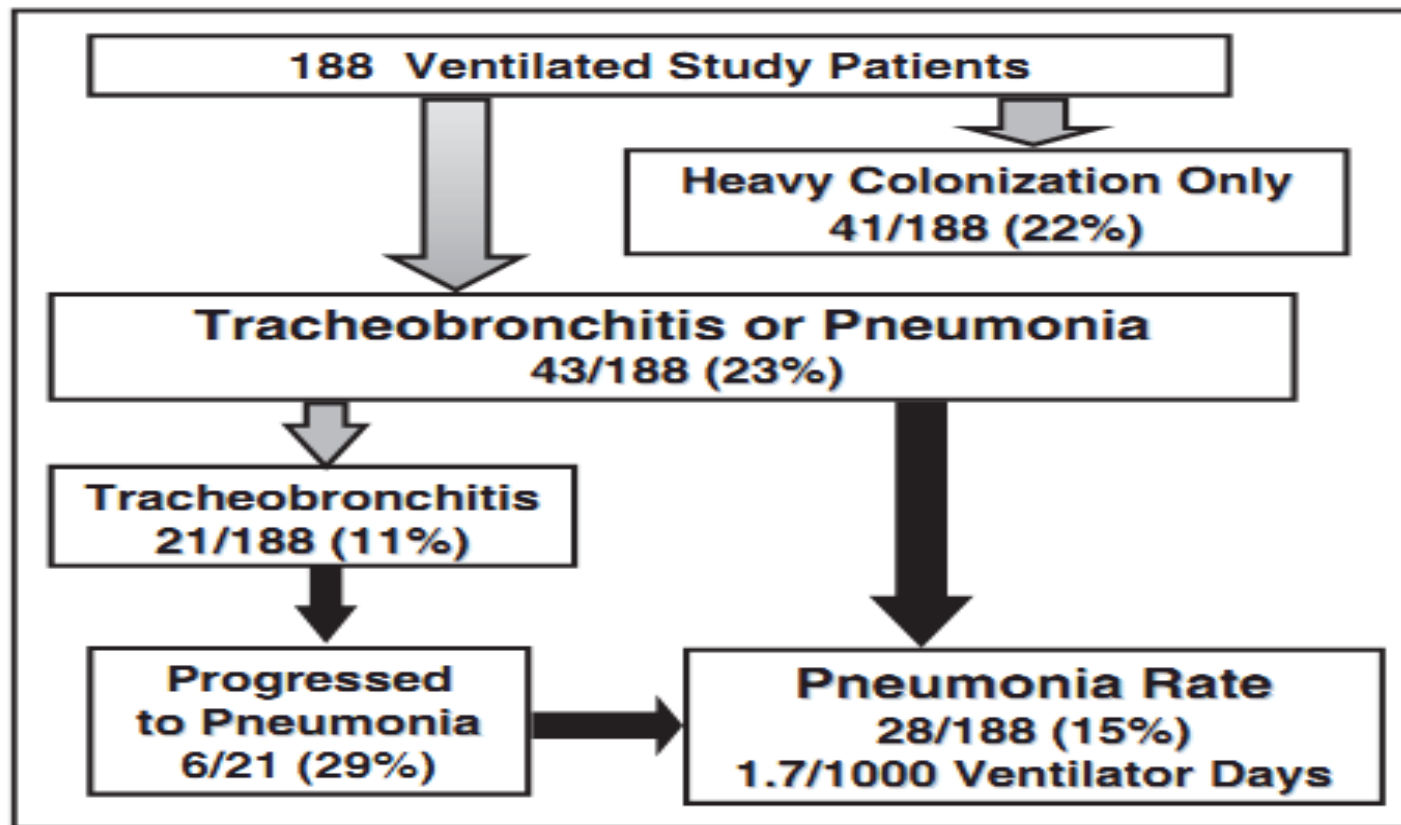 188 Ventilated Study Patients
Heavy Colonization Only
41/188 (22%)
Tracheobronchitis or Pneumonia
43/188 (23%)
Tracheobronchitis
21/188 (11%)
Progressed
to Pneumonia
6/21 (29%)
Pneumonia Rate
28/188 (15%)
1.7/1000 Ventilator Days